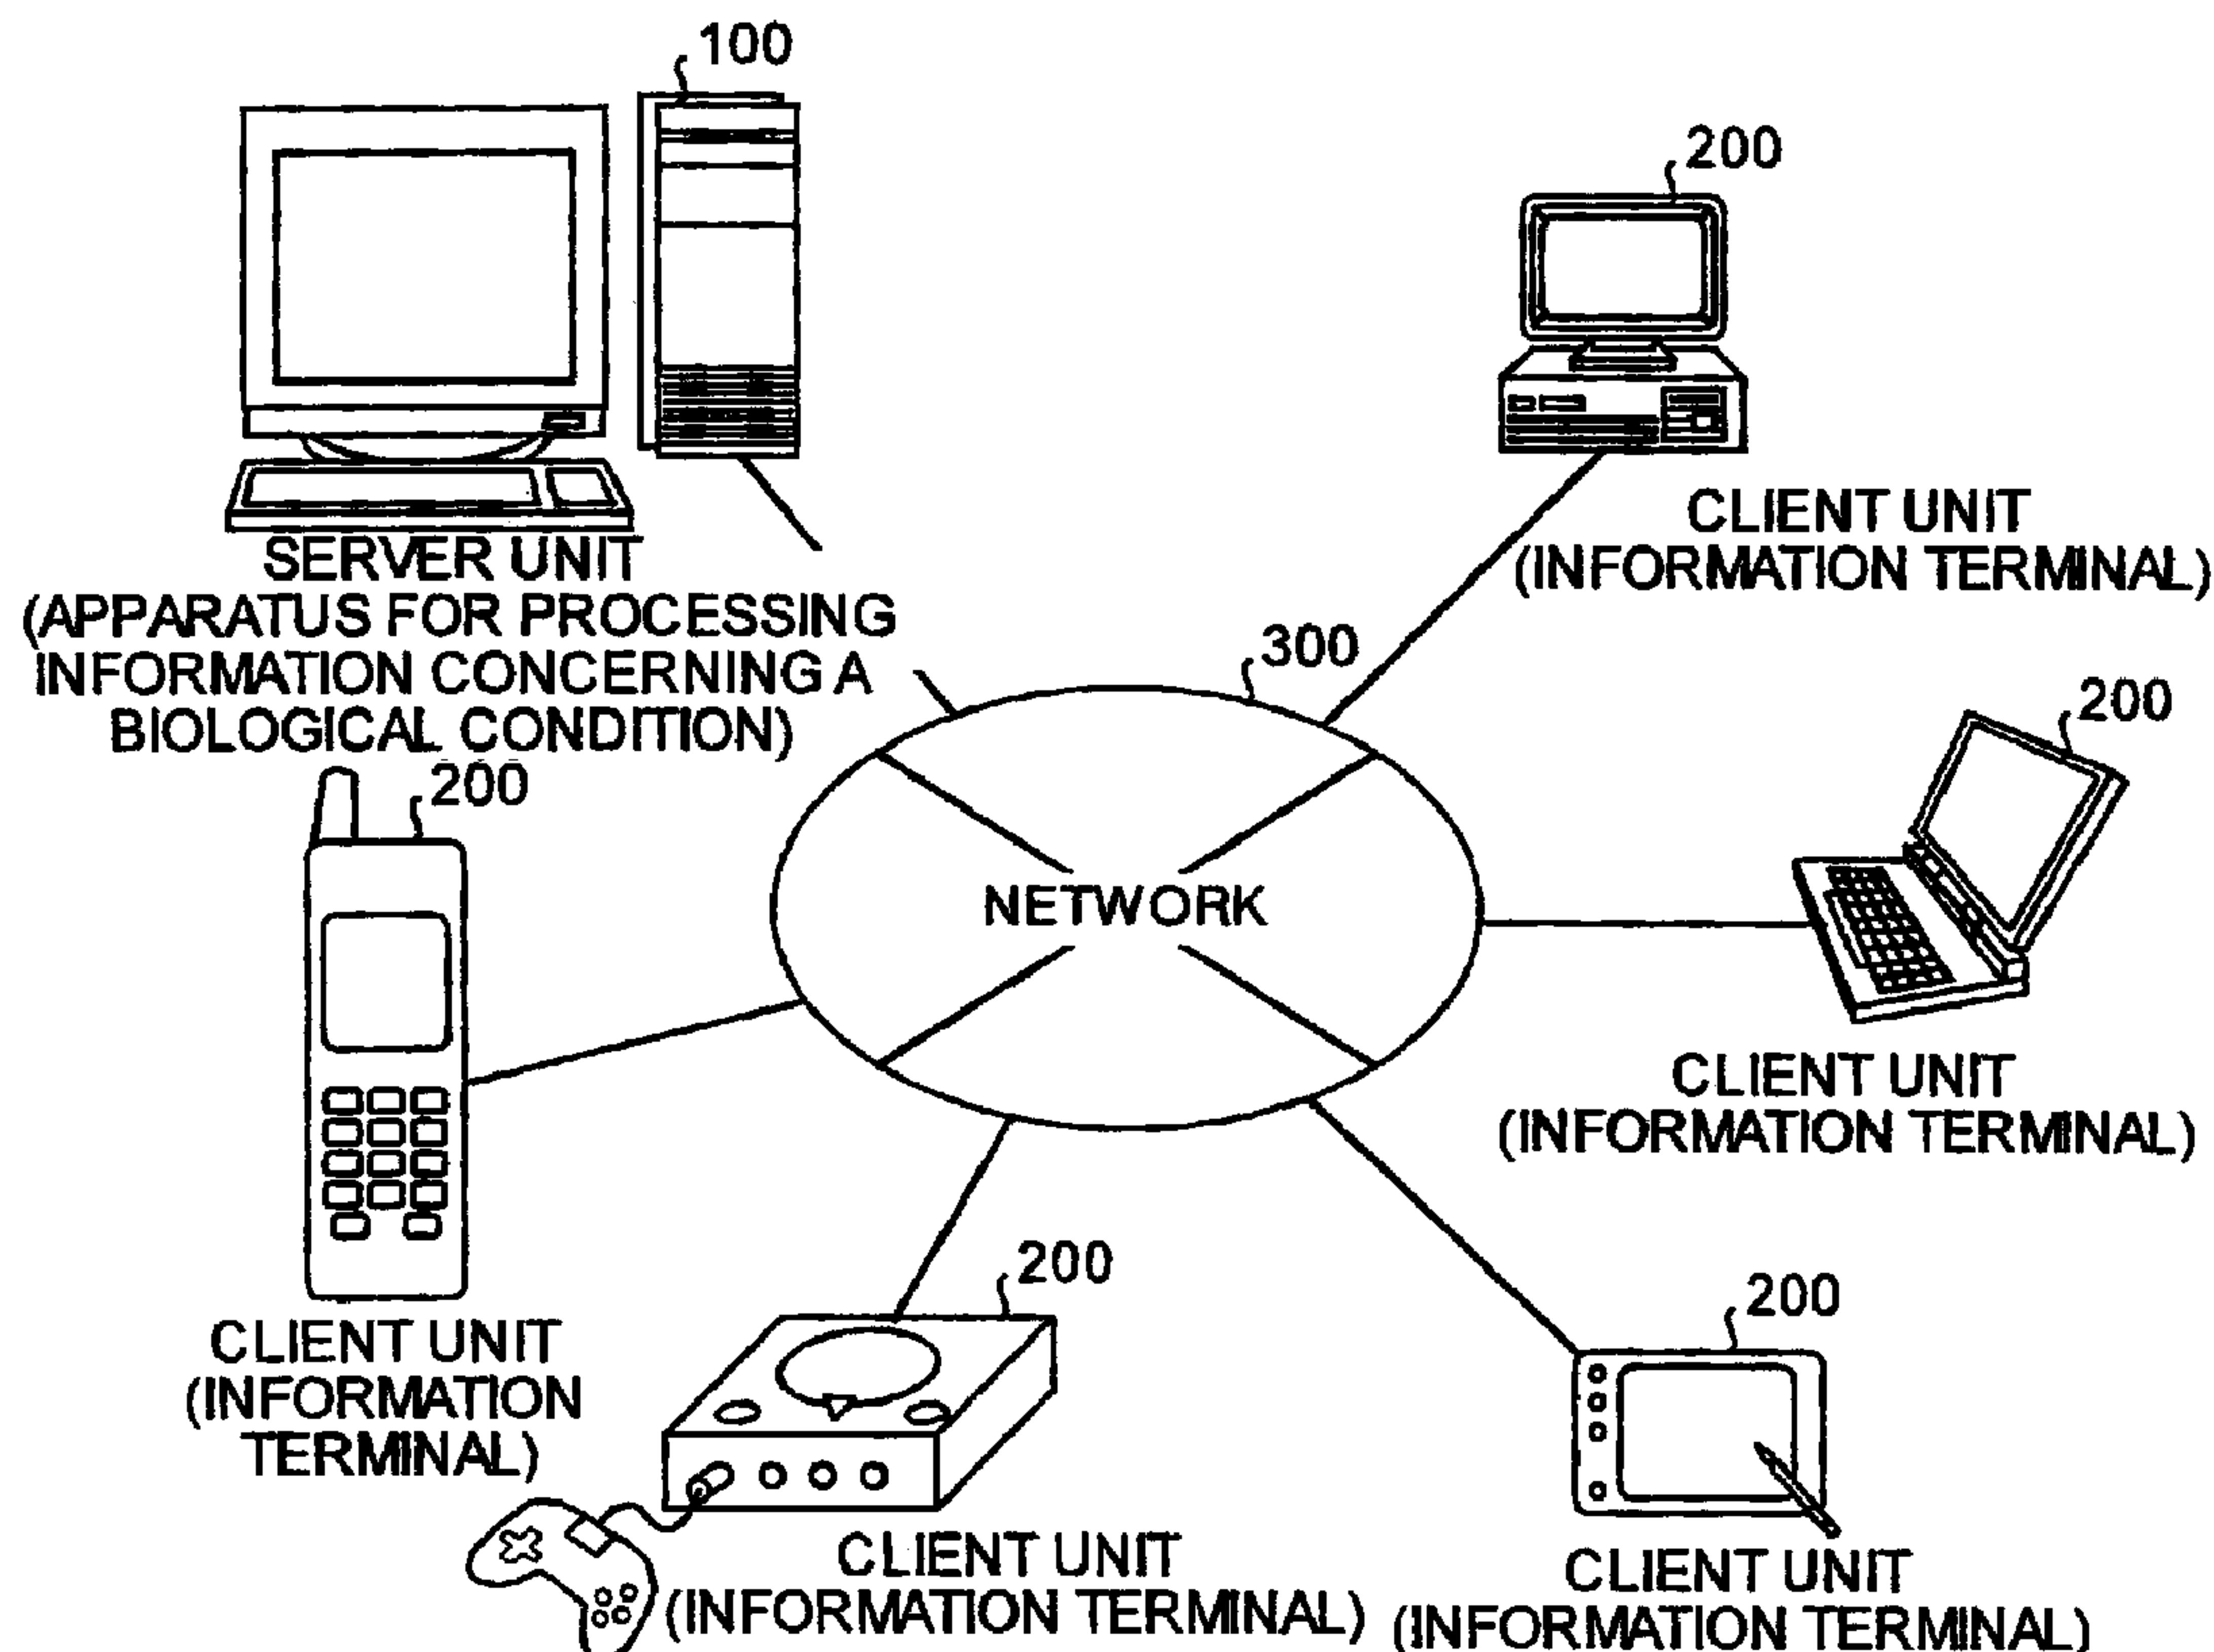 100
SERVER UNIT
(APPARATUS FOR PROCESSING
INFORMATION CONCERNING A
BIOLOGICAL CONDITION)
200
CLIENT UNIT
(INFORMATION TERMINAL)
300
NETWORK
200
CLIENT UNIT
(INFORMATION TERMINAL)
200
CLIENT UNIT
(INFORMATION
TERMINAL)
200
CLIENT UNIT
(INFORMATION TERMINAL)
200
CLIENT UNIT
(INFORMATION TERMINAL)